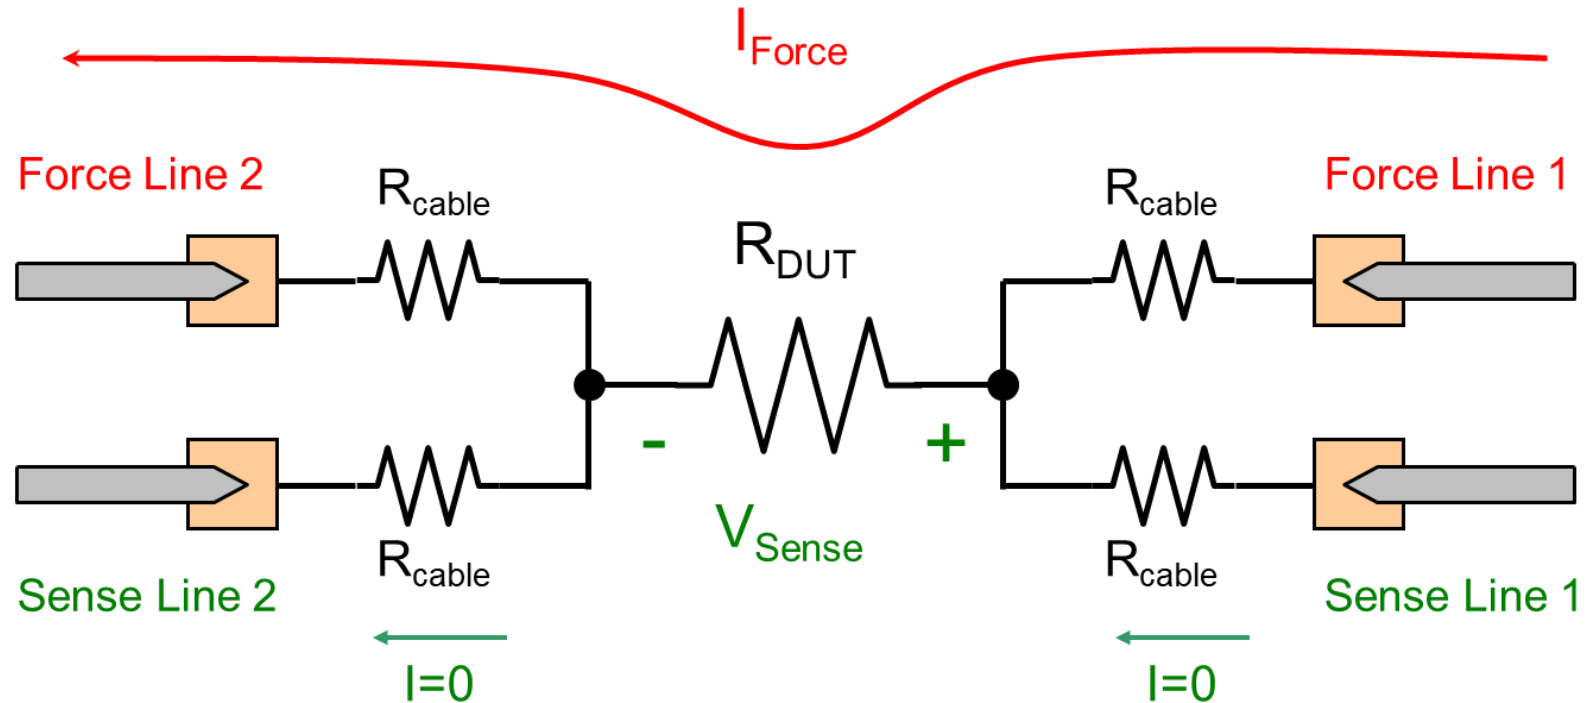 I Force
Force Line 2
Rcable
RDUT
Rcable
Force Line 1
- +
VSense
Rcable
Rcable
Sense Line 2
Sense Line 1
I=0
I=0